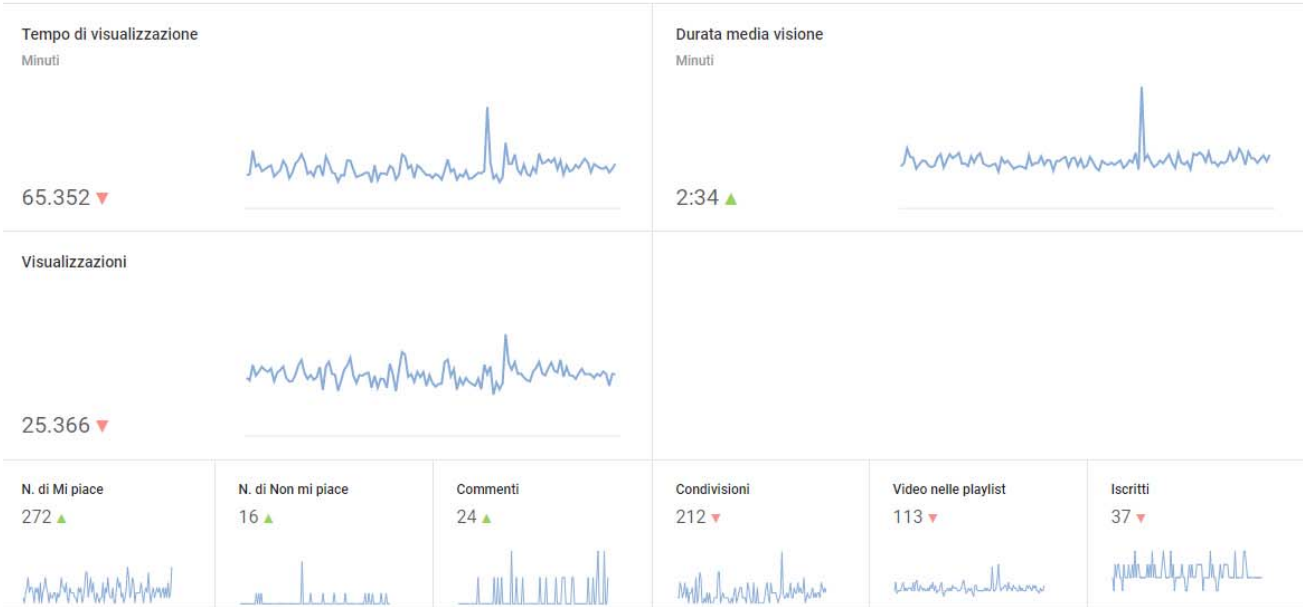 Tempo di visualizzazione
Minuti
65.352
Durata media visione
Minuti
2:34
Visualizzazioni
25.366
N. di Mi piace
272
N. di Non mi piace
16
Commenti
24
Condivisioni
212
Video nelle playlist
113
Iscritti
37